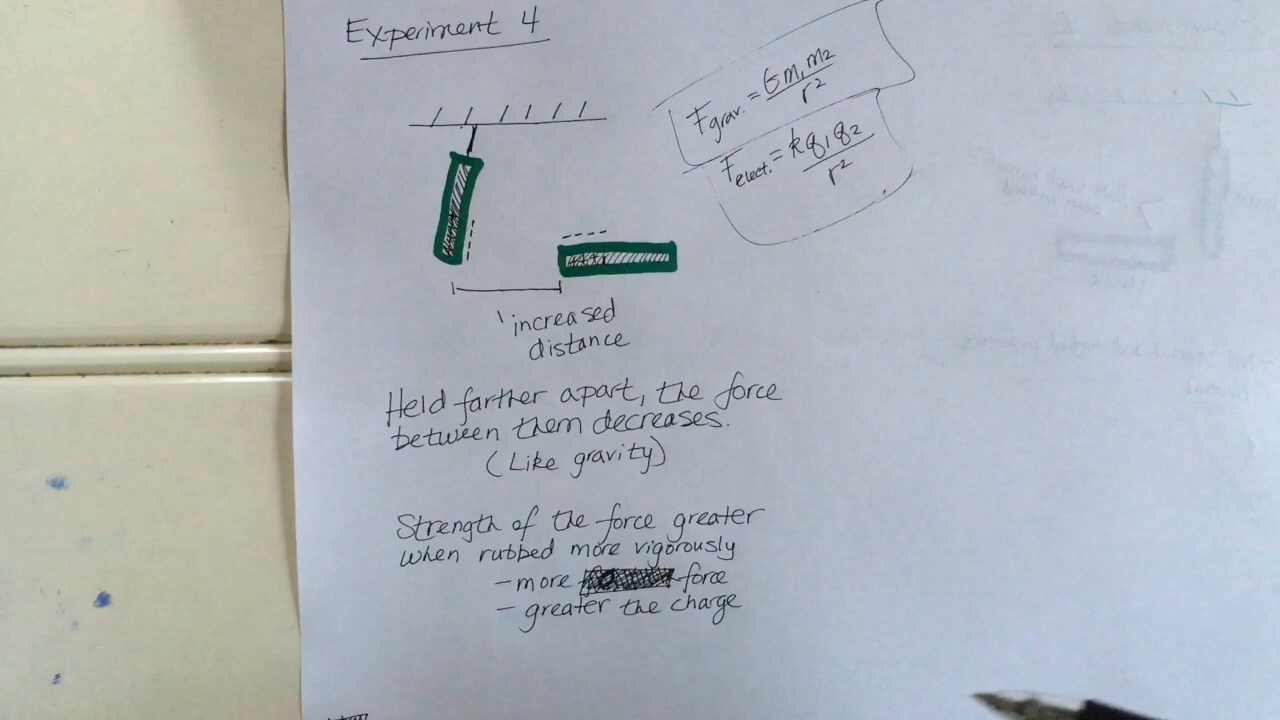 Experiment 4
Fgrav. = Gm1m2 / r²
Felect. = kq1q2 / r²
increased
distance
Held farther apart, the force
between them decreases.
(Like gravity)
Strength of the force greater
when rubbed more vigorously
- more force
- greater the charge